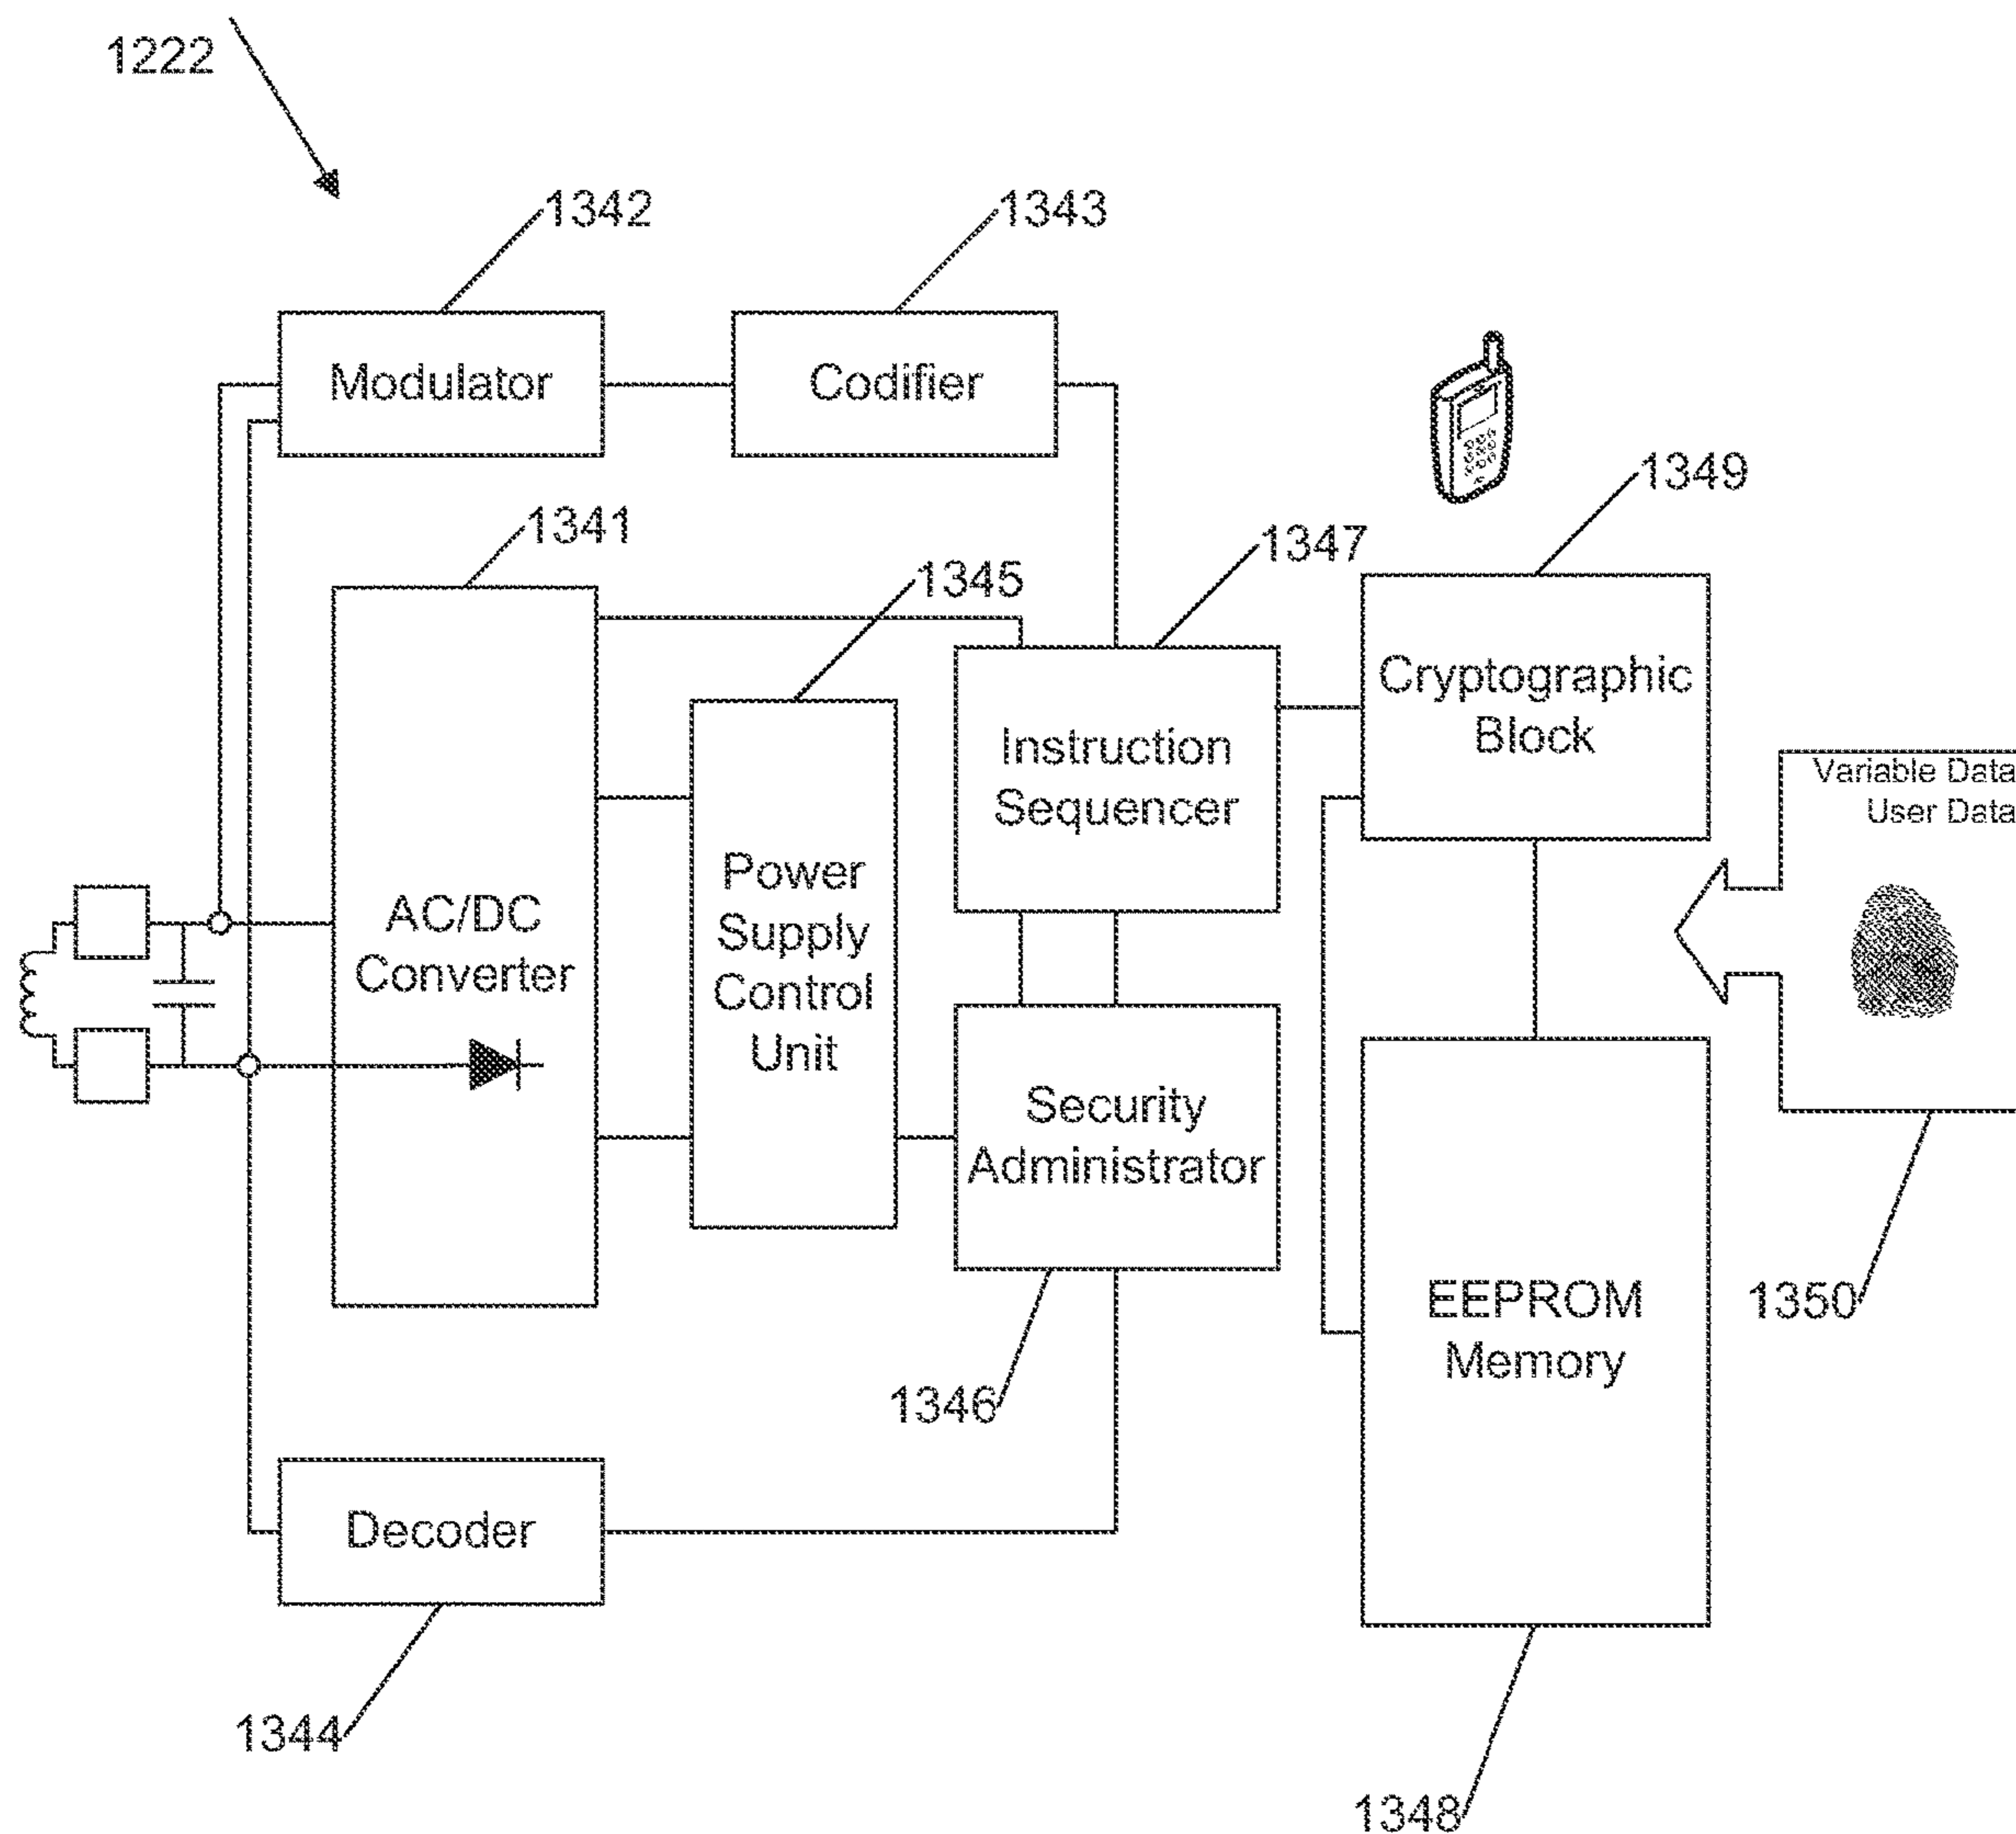 1222
1342
1343
Modulator
Codifier
1349
1341
1347
1345
Cryptographic
Block
Instruction
Sequencer
Variable Data
User Data
Power
Supply
Control
Unit
AC/DC
Converter
Security
Administrator
EEPROM
Memory
1350
1346
Decoder
1344
1348